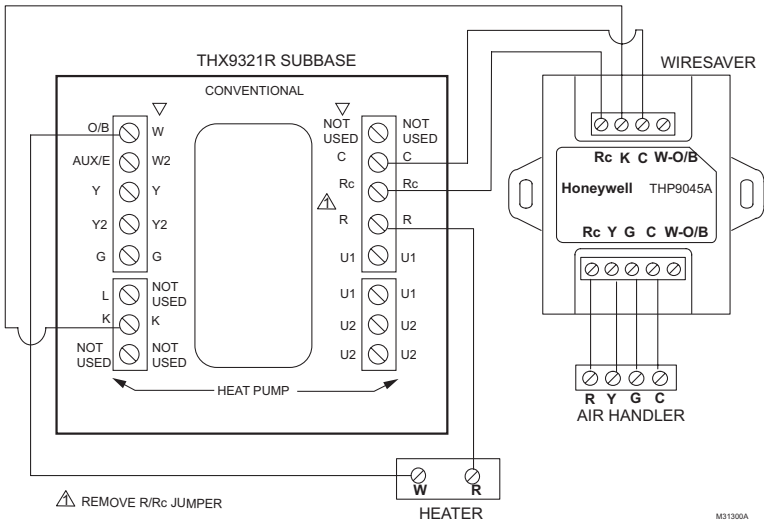 THX9321R SUBBASE
WIRESAVER
CONVENTIONAL
O/B W
AUX/E W2
Y Y
Y2 Y2
G G
L NOT USED
K K
NOT USED NOT USED
NOT USED NOT USED
C C
Rc Rc
1
R R
U1 U1
U1 U1
U2 U2
U2 U2
HEAT PUMP
Rc K C W-O/B
Honeywell THP9045A
Rc Y G C W-O/B
R Y G C
AIR HANDLER
W R
HEATER
1 REMOVE R/Rc JUMPER
M31300A